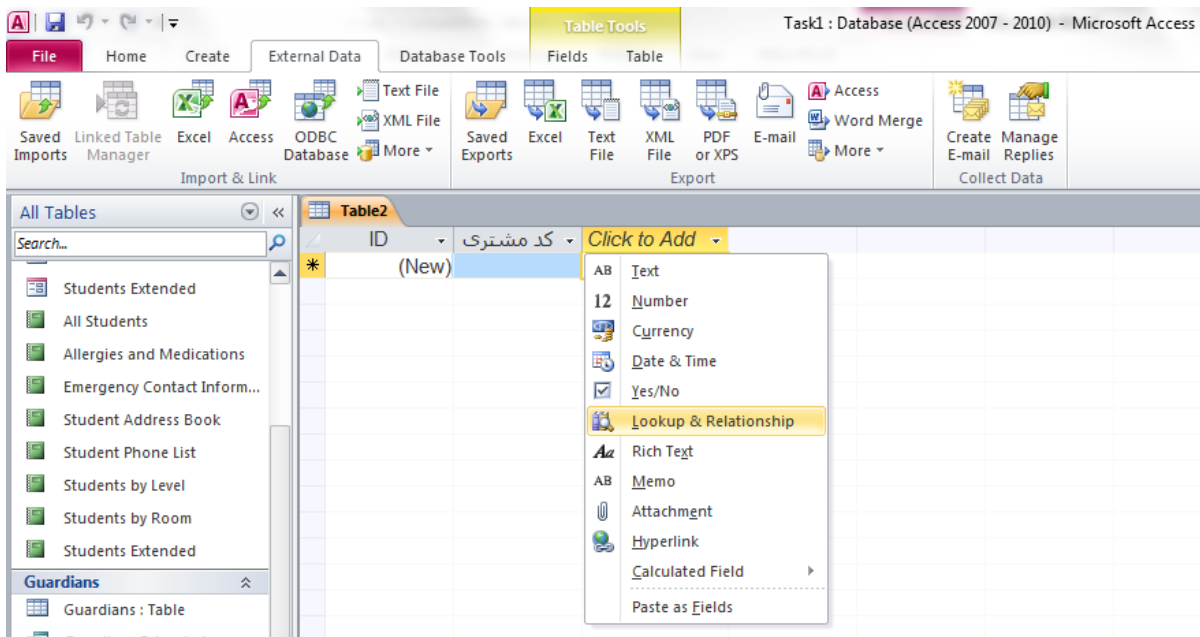 Table Tools
Task1 : Database (Access 2007 - 2010) - Microsoft Access
File Home Create External Data Database Tools Fields Table
Saved Imports
Linked Table Manager
Excel
Access
ODBC Database
Text File
XML File
More
Import & Link
Saved Exports
Excel
Text File
XML File
PDF or XPS
E-mail
Access
Word Merge
More
Export
Create E-mail
Manage Replies
Collect Data
All Tables
Search...
Students Extended
All Students
Allergies and Medications
Emergency Contact Inform...
Student Address Book
Student Phone List
Students by Level
Students by Room
Students Extended
Guardians
Guardians : Table
Table2
ID کد مشتری Click to Add
(New)
AB Text
12 Number
Currency
Date & Time
Yes/No
Lookup & Relationship
Aa Rich Text
AB Memo
Attachment
Hyperlink
Calculated Field
Paste as Fields